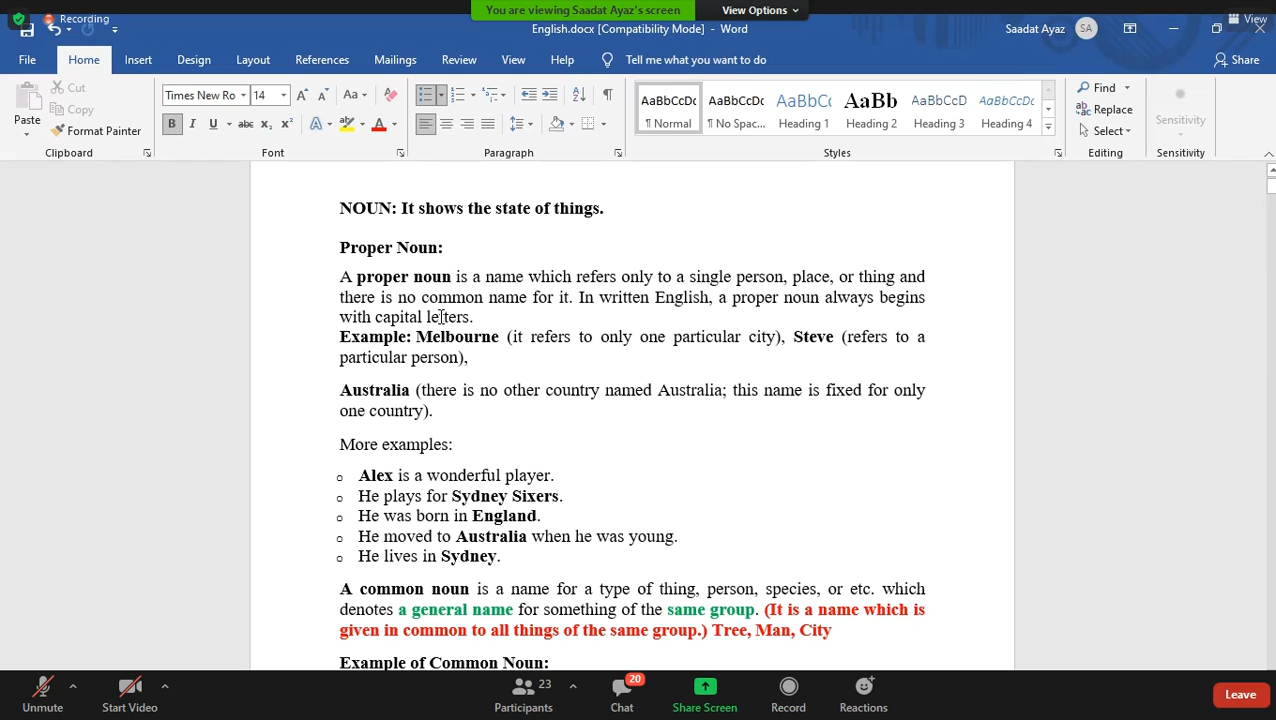 You are viewing Saadat Ayaz's screen
View Options
Recording
View
English.docx [Compatibility Mode] - Word
Saadat Ayaz
SA
File
Home
Insert
Design
Layout
References
Mailings
Review
View
Help
Tell me what you want to do
Share
Paste
Cut
Copy
Format Painter
Clipboard
Times New Ro
14
Aa
B
I
U
abc
x₂
x²
A
A
Font
Paragraph
AaBbCcDc
¶ Normal
AaBbCcDc
¶ No Spac...
AaBbCc
Heading 1
AaBb
Heading 2
AaBbCcD
Heading 3
AaBbCcD
Heading 4
Styles
Find
Replace
Select
Editing
Sensitivity
Sensitivity
NOUN: It shows the state of things.
Proper Noun:
A proper noun is a name which refers only to a single person, place, or thing and
there is no common name for it. In written English, a proper noun always begins
with capital letters.
Example: Melbourne (it refers to only one particular city), Steve (refers to a
particular person),
Australia (there is no other country named Australia; this name is fixed for only
one country).
More examples:
Alex is a wonderful player.
He plays for Sydney Sixers.
He was born in England.
He moved to Australia when he was young.
He lives in Sydney.
A common noun is a name for a type of thing, person, species, or etc. which
denotes a general name for something of the same group. (It is a name which is
given in common to all things of the same group.) Tree, Man, City
Example of Common Noun:
Unmute
Start Video
23
Participants
20
Chat
Share Screen
Record
Reactions
Leave